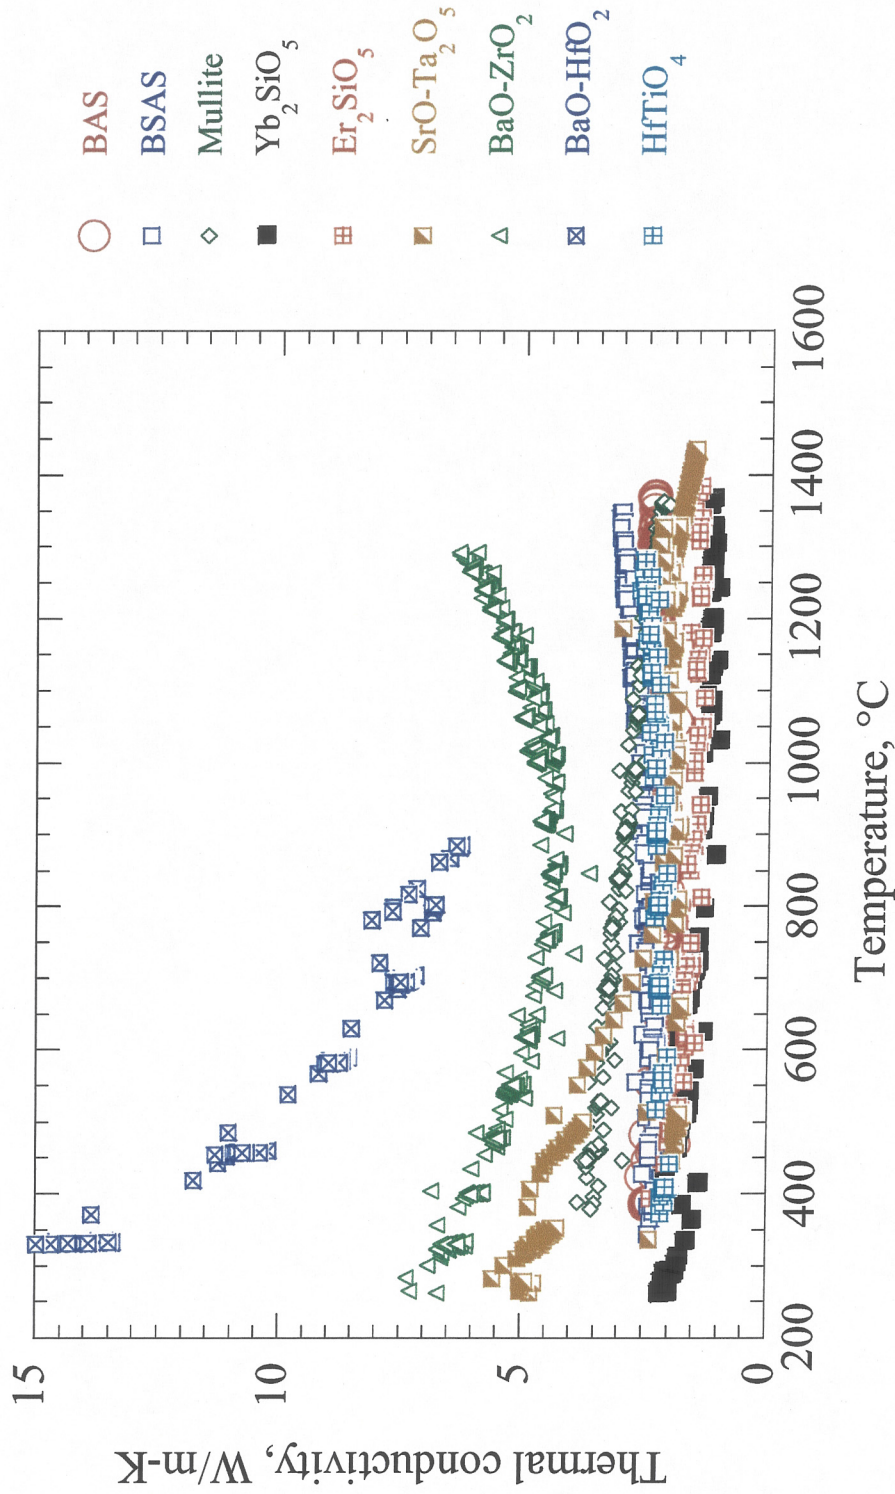 BAS
BSAS
Mullite
Yb₂SiO₅
Er₂SiO₅
SrO-Ta₂O₅
BaO-ZrO₂
BaO-HfO₂
HfTiO₄
Thermal conductivity, W/m-K
15
10
5
0
200
400
600
800
1000
1200
1400
1600
Temperature, °C